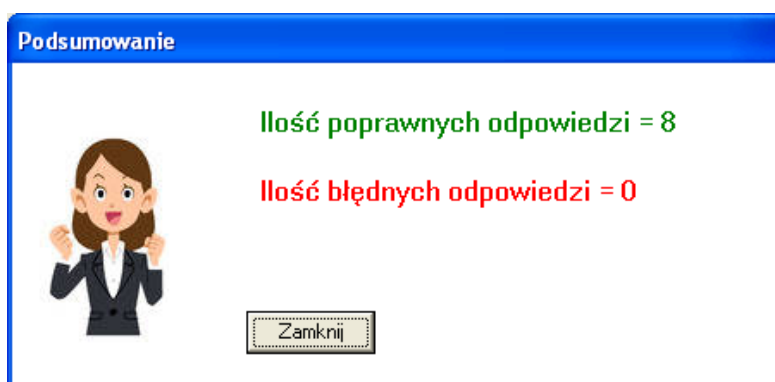 Podsumowanie
Ilość poprawnych odpowiedzi = 8
Ilość błędnych odpowiedzi = 0
Zamknij